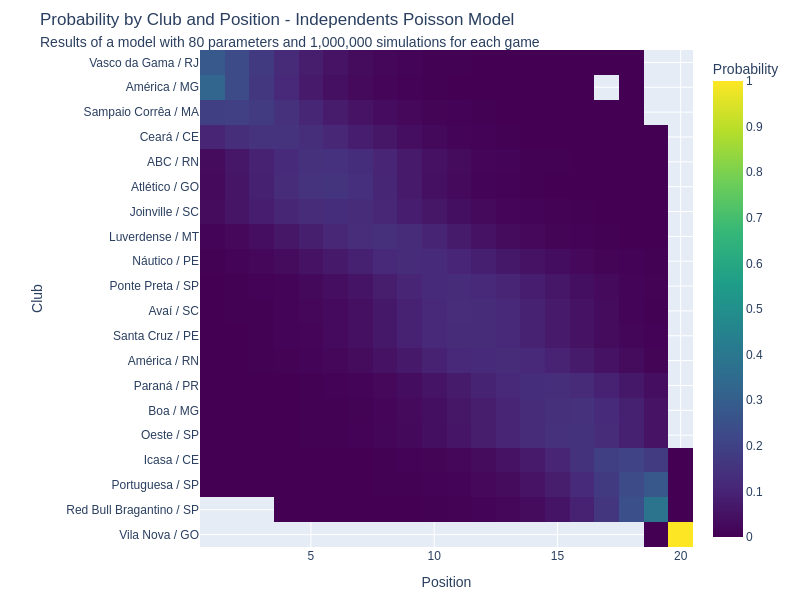 Probability by Club and Position - Independents Poisson Model
Results of a model with 80 parameters and 1,000,000 simulations for each game
Probability
Club
Vasco da Gama / RJ
América / MG
Sampaio Corrêa / MA
Ceará / CE
ABC / RN
Atlético / GO
Joinville / SC
Luverdense / MT
Náutico / PE
Ponte Preta / SP
Avaí / SC
Santa Cruz / PE
América / RN
Paraná / PR
Boa / MG
Oeste / SP
Icasa / CE
Portuguesa / SP
Red Bull Bragantino / SP
Vila Nova / GO
1
0.9
0.8
0.7
0.6
0.5
0.4
0.3
0.2
0.1
0
5 10 15 20
Position